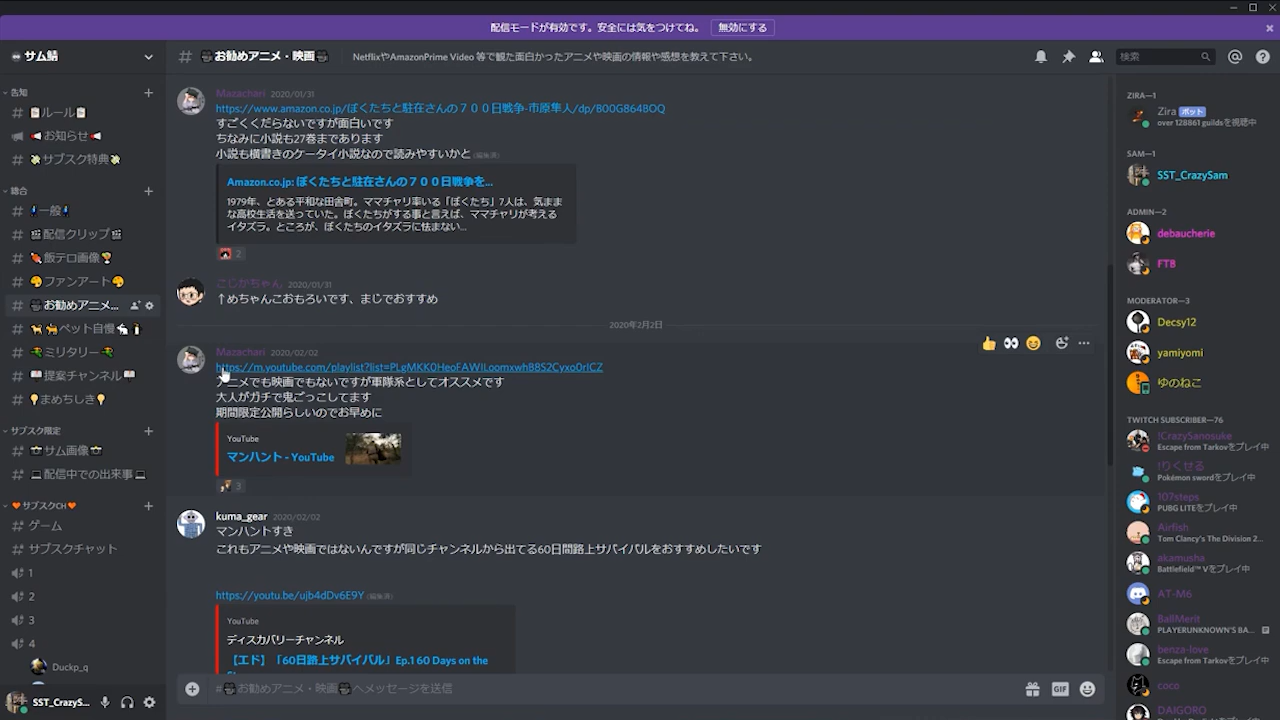 配信モードが有効です。安全には気をつけてね。 無効にする
サム鯖
お勧めアニメ・映画
NetflixやAmazonPrime Video 等で観た面白かったアニメや映画の情報や感想を教えて下さい。
検索
告知
ルール
お知らせ
サブスク特典
総合
一般
配信クリップ
飯テロ画像
ファンアート
お勧めアニメ...
ペット自慢
ミリタリー
提案チャンネル
まめちしき
サブスク限定
サム画像
配信中での出来事
サブスクCH
ゲーム
サブスクチャット
1
2
3
4
Duckp_q
SST_CrazyS...
Mazachari 2020/01/31
https://www.amazon.co.jp/ぼくたちと駐在さんの７００日戦争-市原隼人/dp/B00G864BOQ
すごくくだらないですが面白いです
ちなみに小説も27巻まであります
小説も横書きのケータイ小説なので読みやすいかと (編集済)
Amazon.co.jp: ぼくたちと駐在さんの７００日戦争を...
1979年、とある平和な田舎町。ママチャリ率いる「ぼくたち」7人は、気まま
な高校生活を送っていた。ぼくたちがする事と言えば、ママチャリが考える
イタズラ。ところが、ぼくたちのイタズラに怯まない...
2
こじかちゃん 2020/01/31
↑めちゃんこおもろいです、まじでおすすめ
2020年2月2日
Mazachari 2020/02/02
https://m.youtube.com/playlist?list=PLgMKK0HeoFAWILoomxwhB8S2Cyxo0rICZ
アニメでも映画でもないですが軍隊系としてオススメです
大人がガチで鬼ごっこしてます
期間限定公開らしいのでお早めに
YouTube
マンハント - YouTube
3
kuma_gear 2020/02/02
マンハントすき
これもアニメや映画ではないんですが同じチャンネルから出てる60日間路上サバイバルをおすすめしたいです
https://youtu.be/ujb4dDv6E9Y (編集済)
YouTube
ディスカバリーチャンネル
【エド】「60日路上サバイバル」Ep.1 60 Days on the
#お勧めアニメ・映画へメッセージを送信
GIF
ZIRA—1
Zira ボット
over 128861 guildsを視聴中
SAM—1
SST_CrazySam
ADMIN—2
debaucherie
FTB
MODERATOR—3
Decsy12
yamiyomi
ゆのねこ
TWITCH SUBSCRIBER—76
!CrazySanosuke
Escape from Tarkovをプレイ中
!りくせる
Pokémon swordをプレイ中
107steps
PUBG LITEをプレイ中
Airfish
Tom Clancy's The Division 2...
akamusha
Battlefield™ Vをプレイ中
AT-M6
BallMerit
PLAYERUNKNOWN'S BA...
benza-love
Escape from Tarkovをプレイ中
coco
DAIGORO